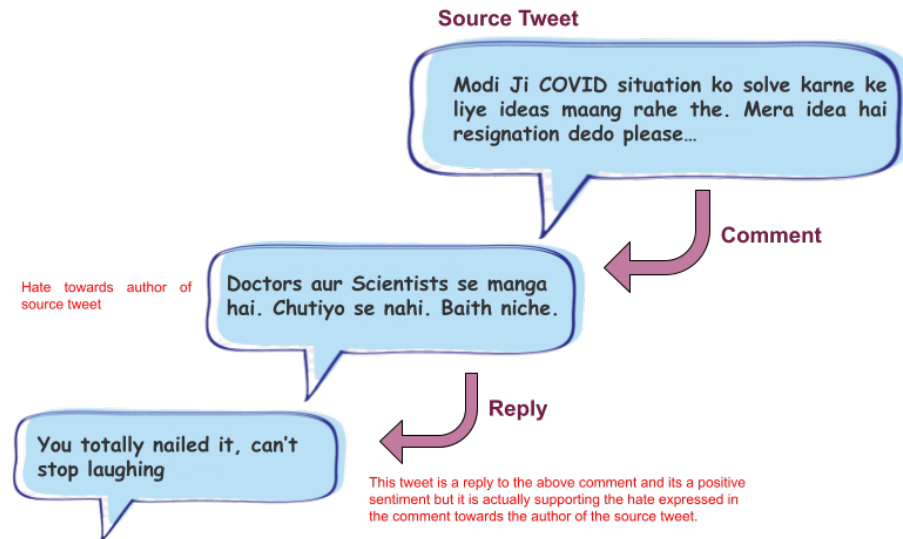 Source Tweet
Modi Ji COVID situation ko solve karne ke
liye ideas maang rahe the. Mera idea hai
resignation dedo please…
Comment
Hate towards author of
source tweet
Doctors aur Scientists se manga
hai. Chutiyo se nahi. Baith niche.
Reply
You totally nailed it, can't
stop laughing
This tweet is a reply to the above comment and its a positive
sentiment but it is actually supporting the hate expressed in
the comment towards the author of the source tweet.